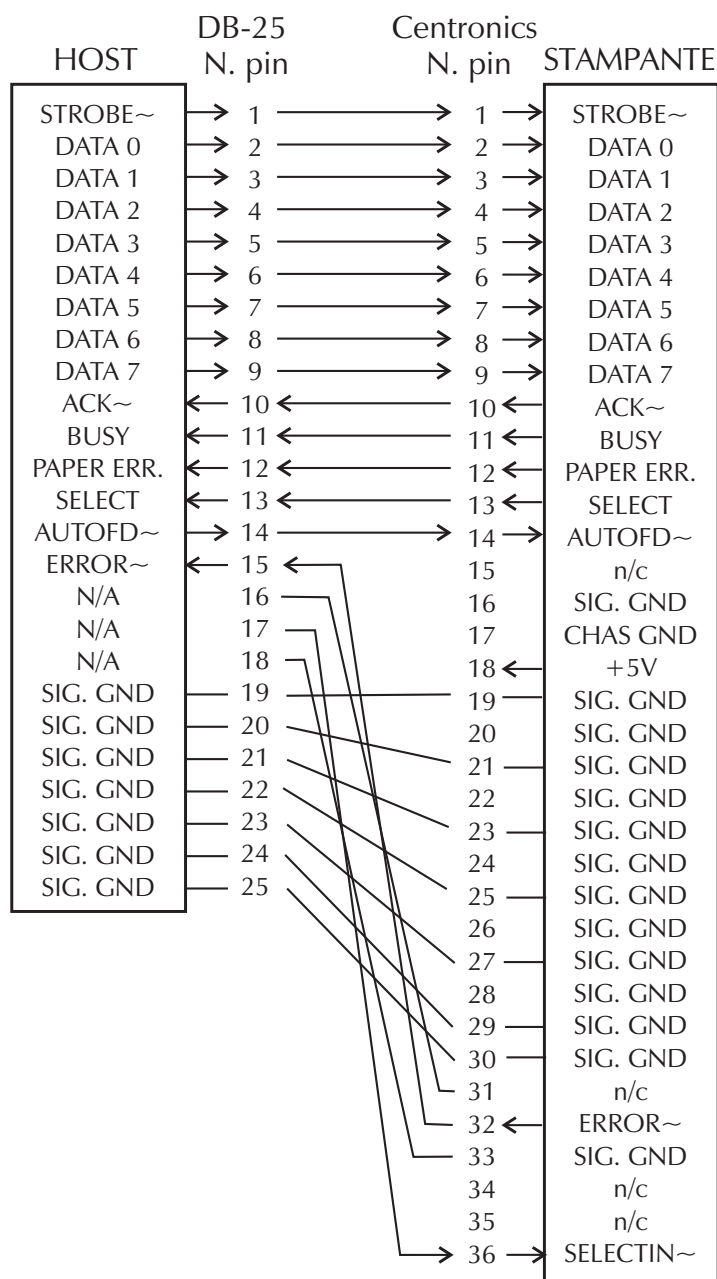 DB-25 Centronics
HOST N. pin N. pin STAMPANTE
STROBE~ 1 1 STROBE~
DATA 0 2 2 DATA 0
DATA 1 3 3 DATA 1
DATA 2 4 4 DATA 2
DATA 3 5 5 DATA 3
DATA 4 6 6 DATA 4
DATA 5 7 7 DATA 5
DATA 6 8 8 DATA 6
DATA 7 9 9 DATA 7
ACK~ 10 10 ACK~
BUSY 11 11 BUSY
PAPER ERR. 12 12 PAPER ERR.
SELECT 13 13 SELECT
AUTOFD~ 14 14 AUTOFD~
ERROR~ 15 15 n/c
N/A 16 16 SIG. GND
N/A 17 17 CHAS GND
N/A 18 18 +5V
SIG. GND 19 19 SIG. GND
SIG. GND 20 20 SIG. GND
SIG. GND 21 21 SIG. GND
SIG. GND 22 22 SIG. GND
SIG. GND 23 23 SIG. GND
SIG. GND 24 24 SIG. GND
SIG. GND 25 25 SIG. GND
26 SIG. GND
27 SIG. GND
28 SIG. GND
29 SIG. GND
30 SIG. GND
31 n/c
32 ERROR~
33 SIG. GND
34 n/c
35 n/c
36 SELECTIN~